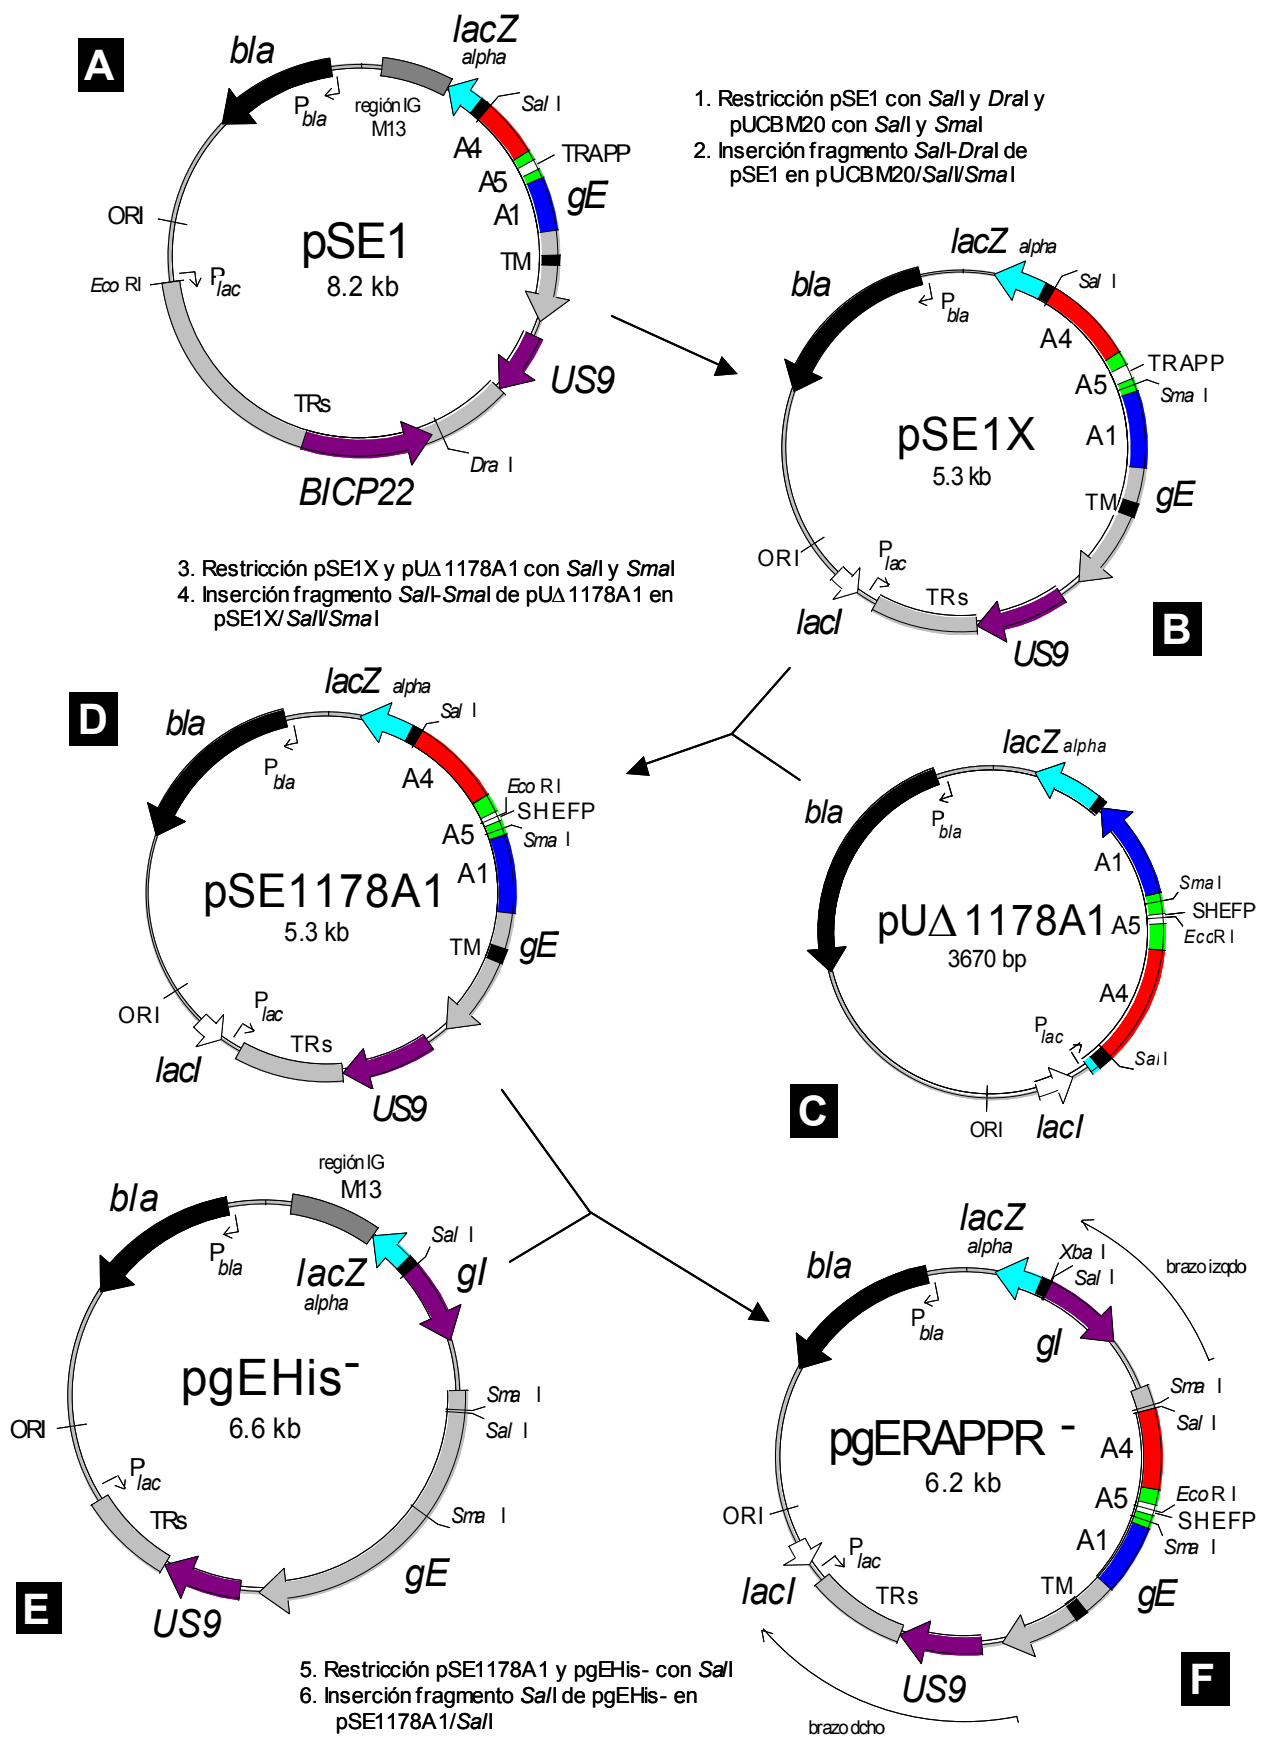 A
bla
lacZ
alpha
P bla
región IG
M13
Sal I
A4
TRAPP
A5
gE
A1
ORI
pSE1
8.2 kb
TM
Eco RI
P lac
US9
TRs
Dra I
BICP22
1. Restricción pSE1 con SalI y DraI y
pUCBM20 con SalI y SmaI
2. Inserción fragmento SalI-DraI de
pSE1 en pUCBM20/SalI/SmaI
lacZ alpha
bla
Sal I
P bla
A4
TRAPP
A5
Sma I
pSE1X
5.3 kb
A1
gE
TM
ORI
P lac
TRs
lacI
US9
B
3. Restricción pSE1X y pUΔ1178A1 con SalI y SmaI
4. Inserción fragmento SalI-SmaI de pUΔ1178A1 en
pSE1X/SalI/SmaI
D
lacZ alpha
bla
Sal I
P bla
A4
Eco RI
SHEFP
A5
Sma I
pSE1178A1
5.3 kb
A1
TM
gE
ORI
P lac
TRs
lacI
US9
lacZ alpha
bla
P bla
A1
Sma I
SHEFP
pUΔ1178A1
3670 bp
A5
EccRI
A4
P lac
Sal I
C
ORI
lacI
región IG
M13
bla
Sal I
P bla
lacZ
alpha
gI
pgEHis-
6.6 kb
Sma I
Sal I
ORI
P lac
TRs
Sma I
gE
US9
E
lacZ
alpha
Xba I
Sal I
brazo izqdo
bla
P bla
gI
Sma I
Sal I
pgERAPPR -
6.2 kb
A4
A5
EcoR I
SHEFP
ORI
A1
Sma I
P lac
TRs
TM
lacI
gE
US9
F
brazo dcho
5. Restricción pSE1178A1 y pgEHis- con SalI
6. Inserción fragmento SalI de pgEHis- en
pSE1178A1/SalI